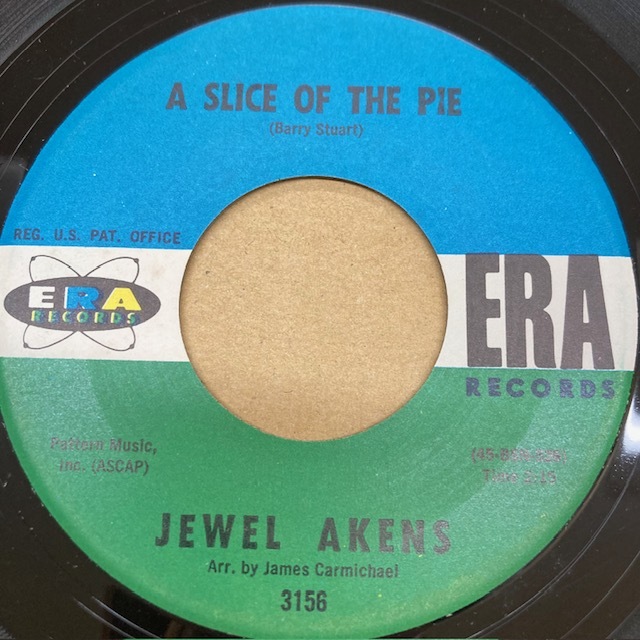 A SLICE OF THE PIE
(Barry Stuart)
REG. U.S. PAT. OFFICE
ERA
RECORDS
ERA
RECORDS
Pattern Music,
Inc. (ASCAP)
Time
JEWEL AKENS
Arr. by James Carmichael
3156